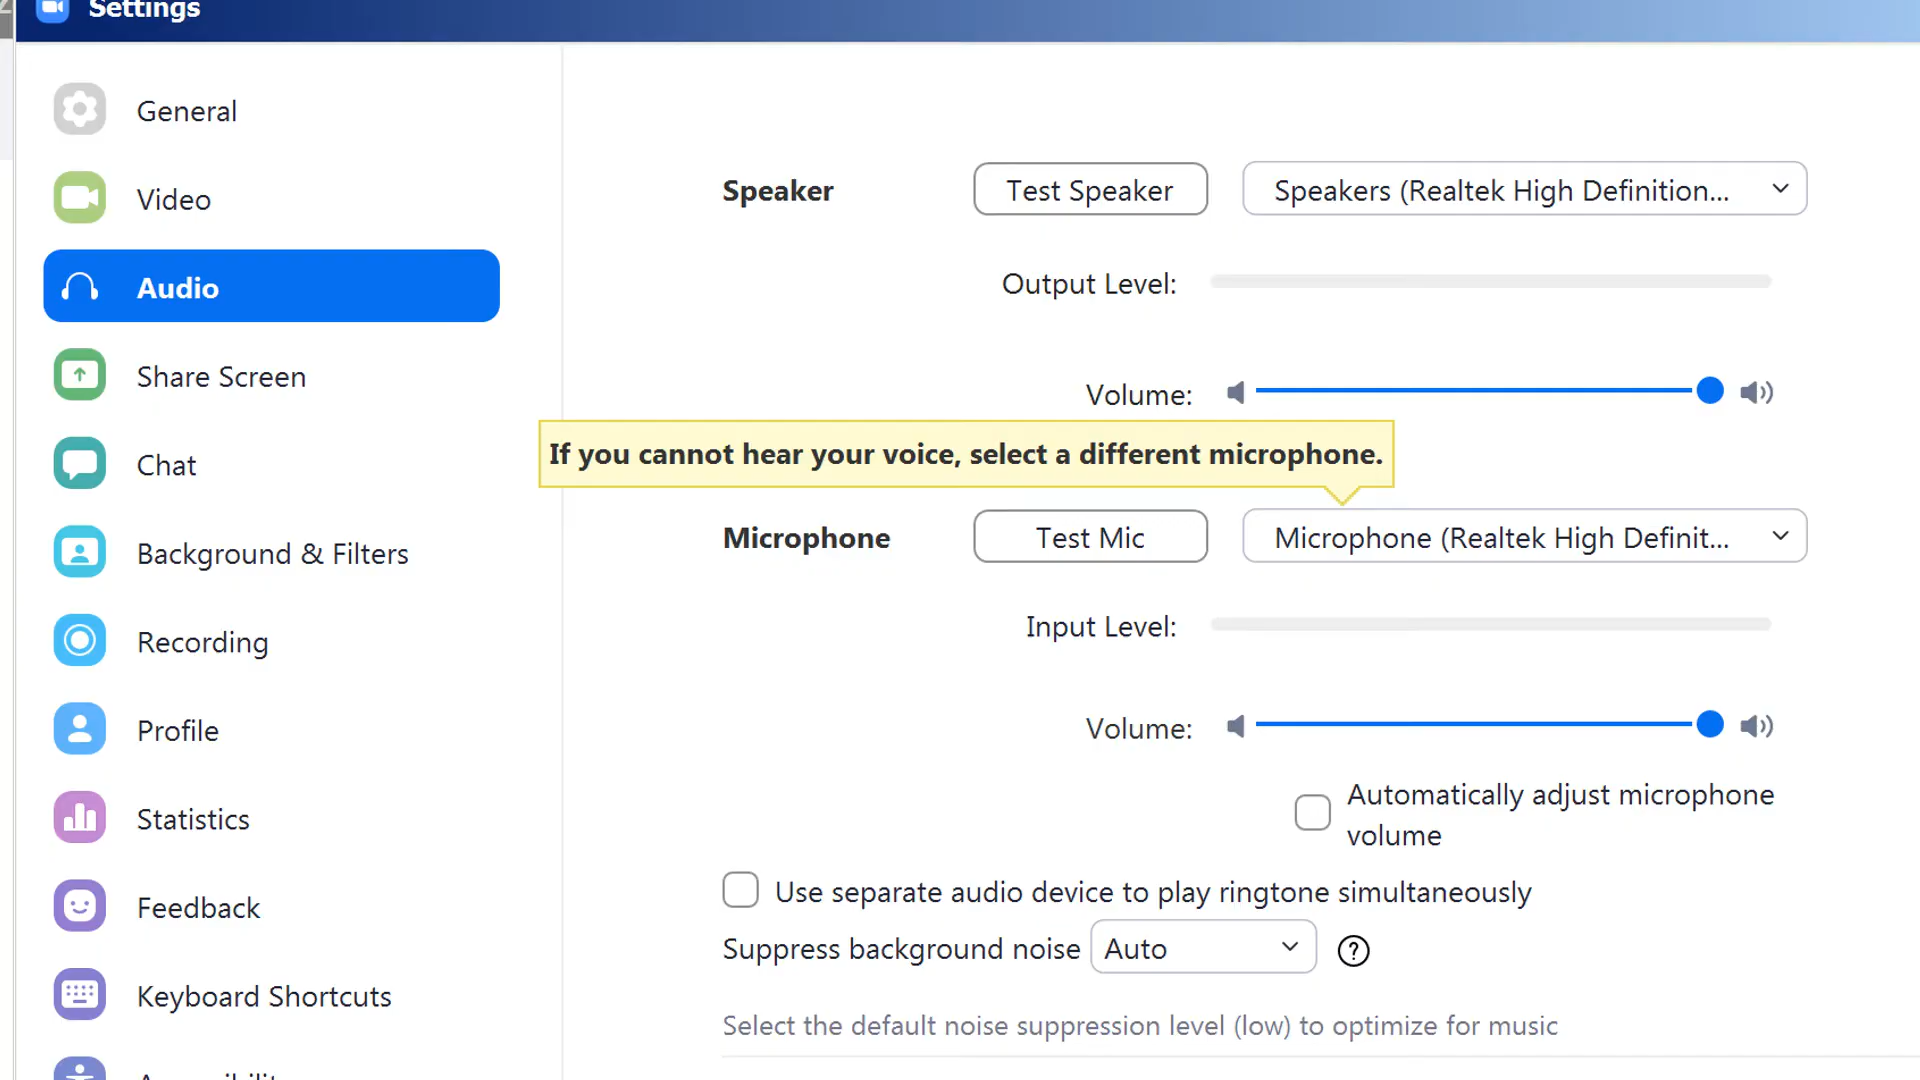 Settings
General
Video
Audio
Share Screen
Chat
Background & Filters
Recording
Profile
Statistics
Feedback
Keyboard Shortcuts
Speaker
Test Speaker
Speakers (Realtek High Definition...
Output Level:
Volume:
If you cannot hear your voice, select a different microphone.
Microphone
Test Mic
Microphone (Realtek High Definit...
Input Level:
Volume:
Automatically adjust microphone
volume
Use separate audio device to play ringtone simultaneously
Suppress background noise Auto ?
Select the default noise suppression level (low) to optimize for music